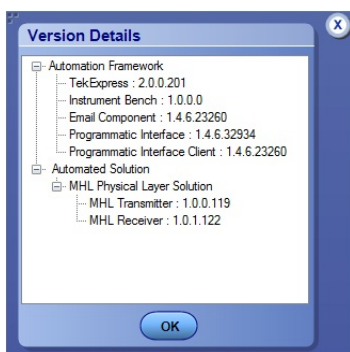 Version Details
X
Automation Framework
TekExpress : 2.0.0.201
Instrument Bench : 1.0.0.0
Email Component : 1.4.6.23260
Programmatic Interface : 1.4.6.32934
Programmatic Interface Client : 1.4.6.23260
Automated Solution
MHL Physical Layer Solution
MHL Transmitter : 1.0.0.119
MHL Receiver : 1.0.1.122
OK